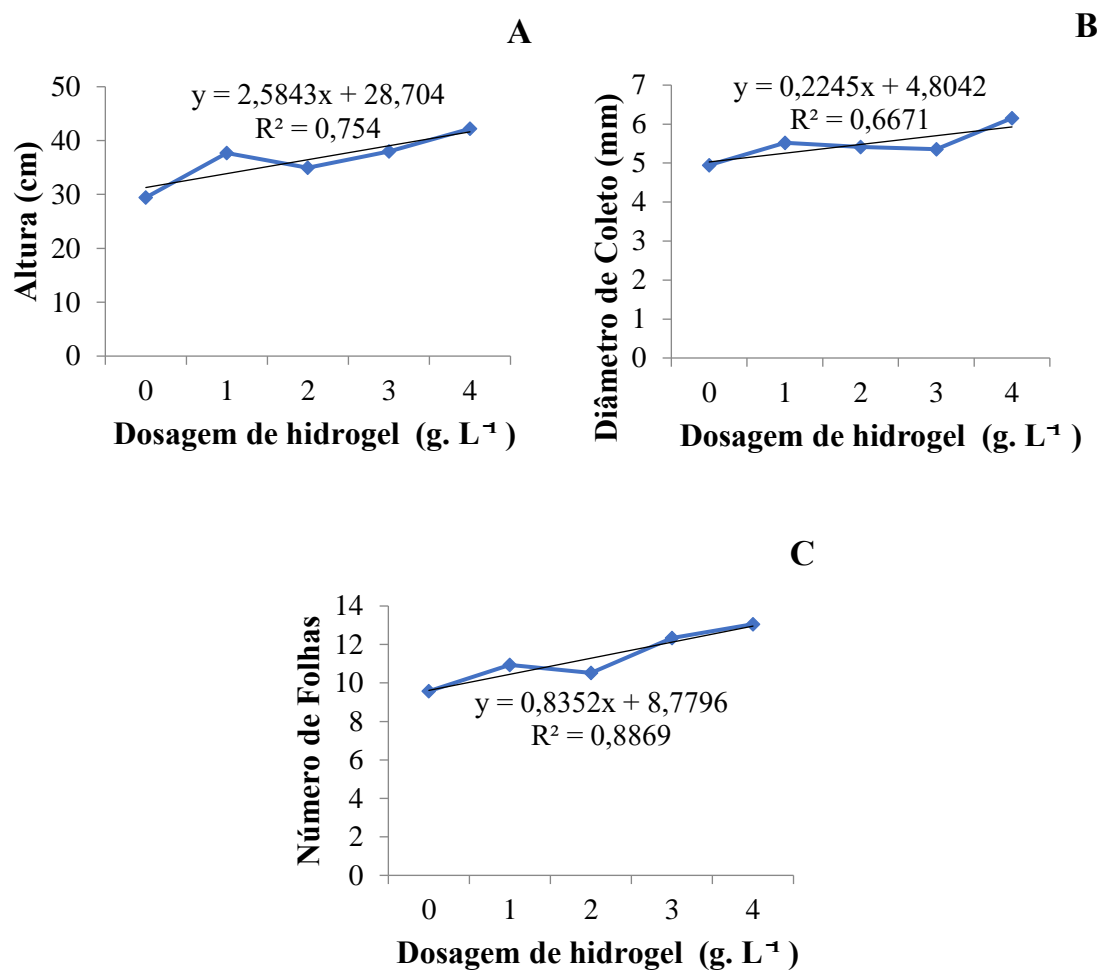 A
50
40
30
20
10
0
y = 2,5843x + 28,704
R² = 0,754
Altura (cm)
0 1 2 3 4
Dosagem de hidrogel (g. L⁻¹ )
B
7
6
5
4
3
2
1
0
y = 0,2245x + 4,8042
R² = 0,6671
Diâmetro de Coleto (mm)
0 1 2 3 4
Dosagem de hidrogel (g. L⁻¹ )
C
14
12
10
8
6
4
2
0
y = 0,8352x + 8,7796
R² = 0,8869
Número de Folhas
0 1 2 3 4
Dosagem de hidrogel (g. L⁻¹ )